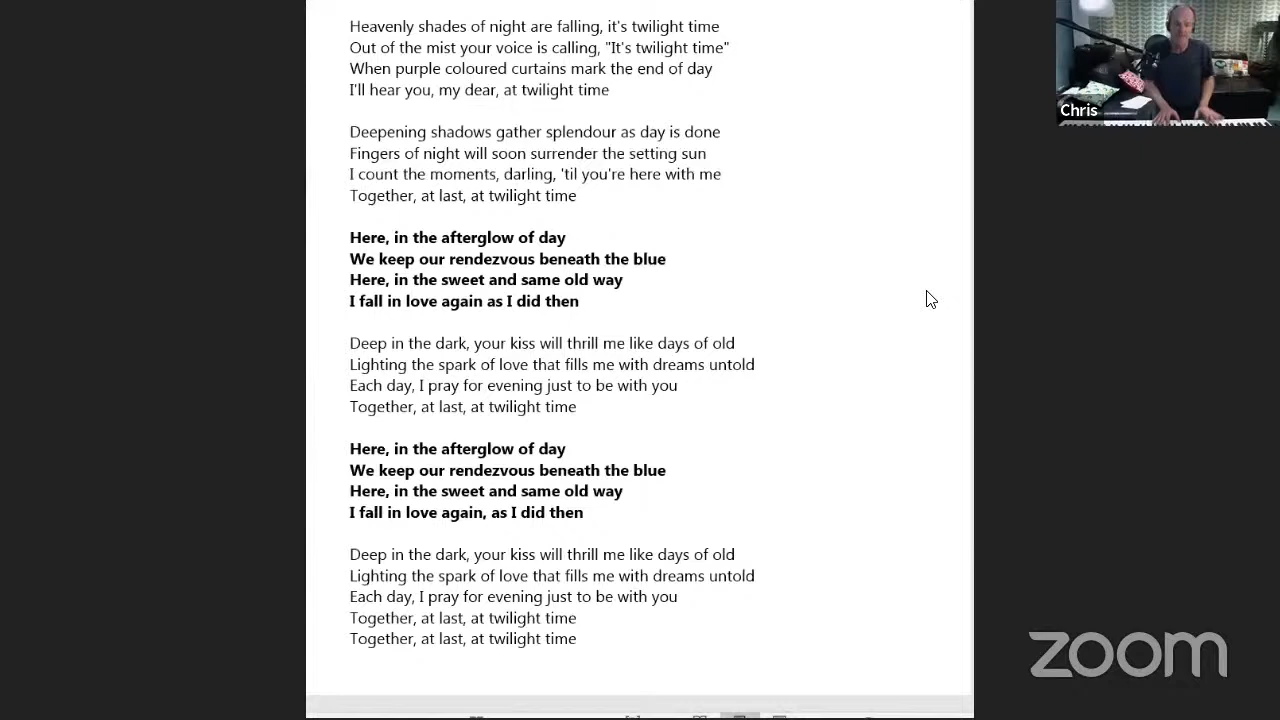 Heavenly shades of night are falling, it's twilight time
Out of the mist your voice is calling, "It's twilight time"
When purple coloured curtains mark the end of day
I'll hear you, my dear, at twilight time
Deepening shadows gather splendour as day is done
Fingers of night will soon surrender the setting sun
I count the moments, darling, 'til you're here with me
Together, at last, at twilight time
Here, in the afterglow of day
We keep our rendezvous beneath the blue
Here, in the sweet and same old way
I fall in love again as I did then
Deep in the dark, your kiss will thrill me like days of old
Lighting the spark of love that fills me with dreams untold
Each day, I pray for evening just to be with you
Together, at last, at twilight time
Here, in the afterglow of day
We keep our rendezvous beneath the blue
Here, in the sweet and same old way
I fall in love again, as I did then
Deep in the dark, your kiss will thrill me like days of old
Lighting the spark of love that fills me with dreams untold
Each day, I pray for evening just to be with you
Together, at last, at twilight time
Together, at last, at twilight time
Chris
zoom